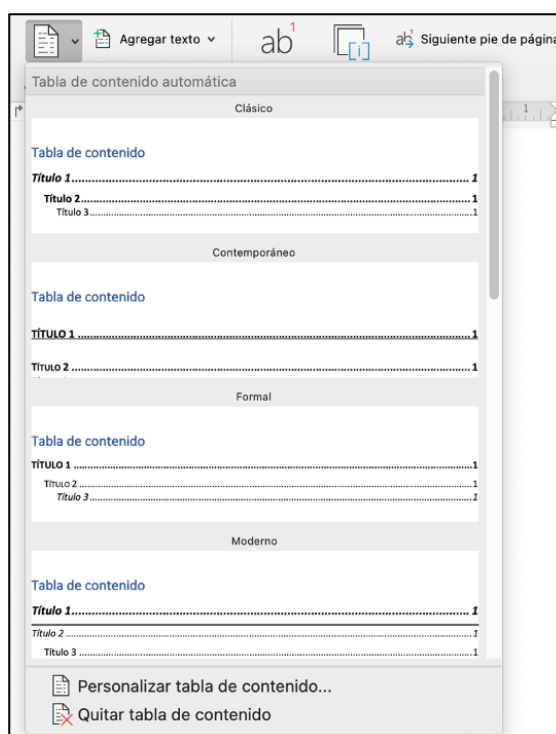 Agregar texto
ab1
[i]
ab1
Siguiente pie de página
1
Tabla de contenido automática
Clásico
Tabla de contenido
Título 1........................................................................................................ 1
Título 2......................................................................................................1
Título 3....................................................................................................1
Contemporáneo
Tabla de contenido
TÍTULO 1 ......................................................................................................1
TÍTULO 2 ......................................................................................................1
Formal
Tabla de contenido
TÍTULO 1 ......................................................................................................1
TÍTULO 2 ....................................................................................................1
Título 3..................................................................................................1
Moderno
Tabla de contenido
Título 1........................................................................................................ 1
Título 2 ........................................................................................................1
Título 3 .....................................................................................................1
Personalizar tabla de contenido...
Quitar tabla de contenido